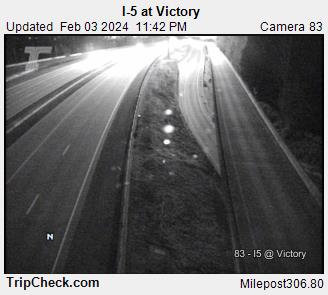 I-5 at Victory
Updated Feb 03 2024 11:42 PM Camera 83
T
N
83 - I5 @ Victory
TripCheck.com Milepost306.80